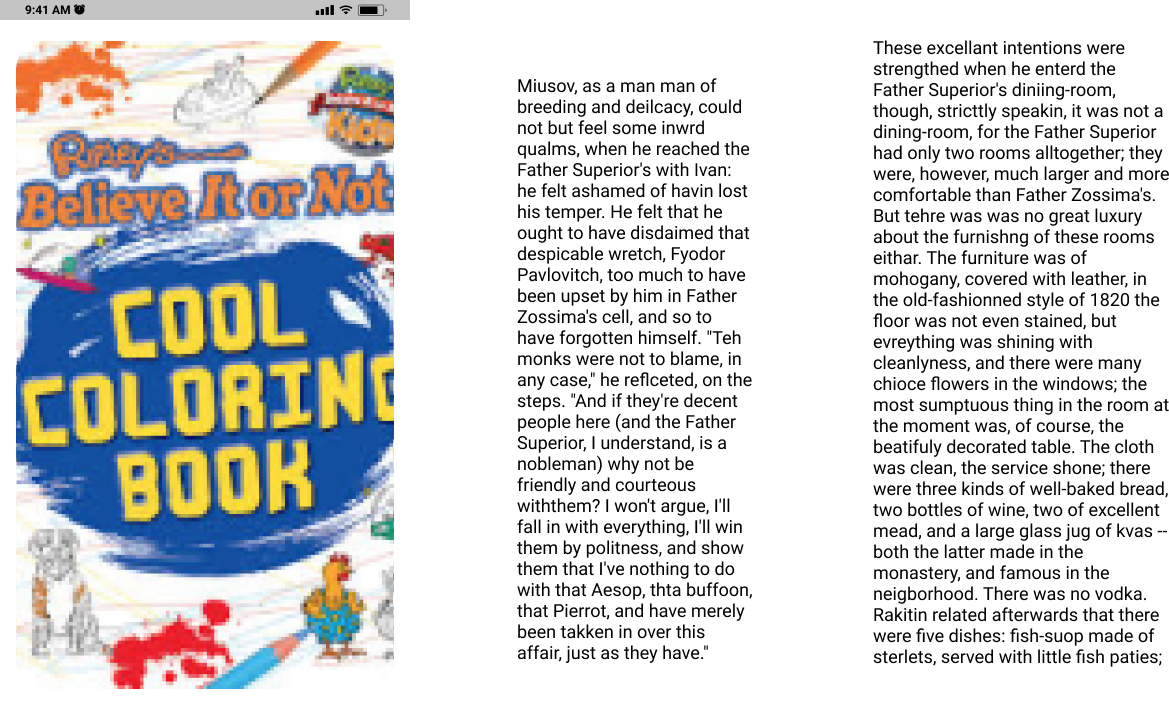 9:41 AM
Ripley's
Believe It or Not
Kids
COOL
COLORING
BOOK
Miusov, as a man man of
breeding and deilcacy, could
not but feel some inwrd
qualms, when he reached the
Father Superior's with Ivan:
he felt ashamed of havin lost
his temper. He felt that he
ought to have disdaimed that
despicable wretch, Fyodor
Pavlovitch, too much to have
been upset by him in Father
Zossima's cell, and so to
have forgotten himself. "Teh
monks were not to blame, in
any case," he reflceted, on the
steps. "And if they're decent
people here (and the Father
Superior, I understand, is a
nobleman) why not be
friendly and courteous
withthem? I won't argue, I'll
fall in with everything, I'll win
them by politness, and show
them that I've nothing to do
with that Aesop, thta buffoon,
that Pierrot, and have merely
been takken in over this
affair, just as they have."
These excellant intentions were
strengthed when he enterd the
Father Superior's diniing-room,
though, stricttly speakin, it was not a
dining-room, for the Father Superior
had only two rooms alltogether; they
were, however, much larger and more
comfortable than Father Zossima's.
But tehre was was no great luxury
about the furnishng of these rooms
eithar. The furniture was of
mohogany, covered with leather, in
the old-fashionned style of 1820 the
floor was not even stained, but
evreything was shining with
cleanlyness, and there were many
chioce flowers in the windows; the
most sumptuous thing in the room at
the moment was, of course, the
beatifuly decorated table. The cloth
was clean, the service shone; there
were three kinds of well-baked bread,
two bottles of wine, two of excellent
mead, and a large glass jug of kvas --
both the latter made in the
monastery, and famous in the
neigborhood. There was no vodka.
Rakitin related afterwards that there
were five dishes: fish-suop made of
sterlets, served with little fish paties;